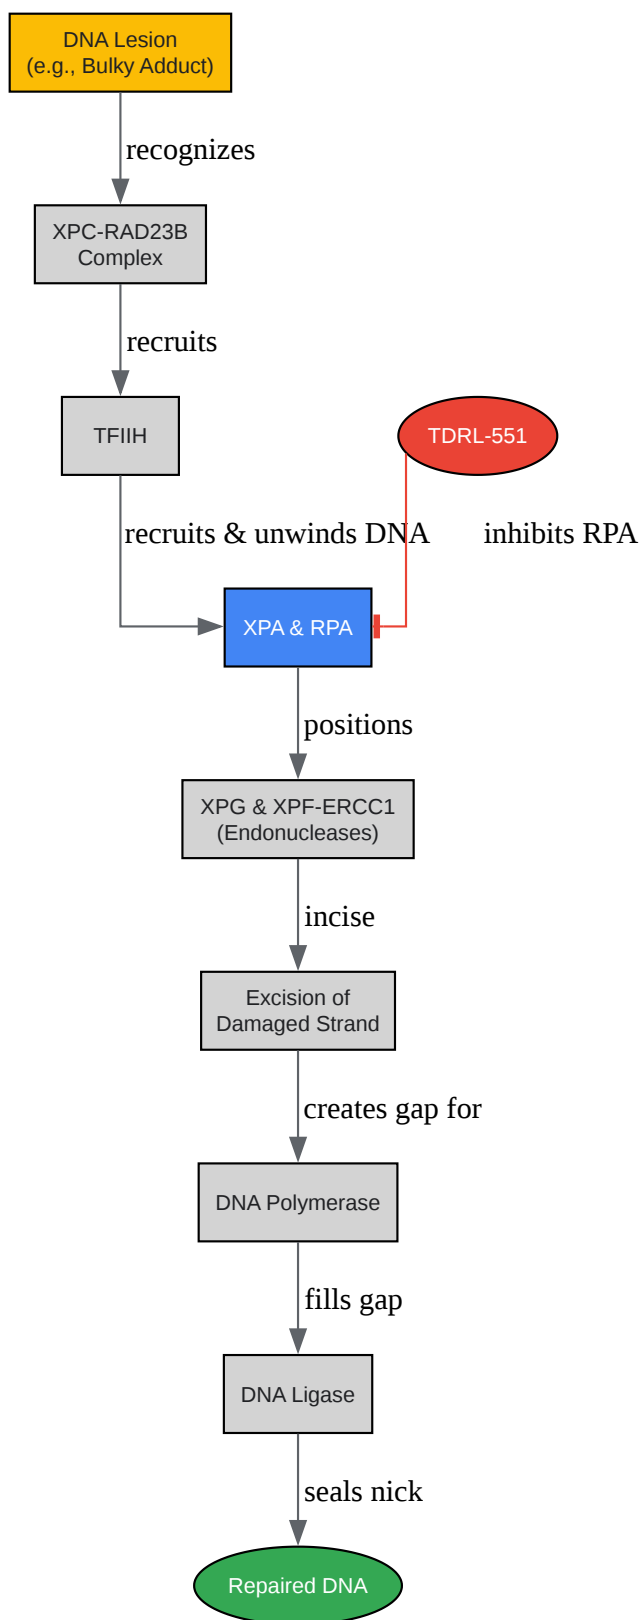 DNA Lesion
(e.g., Bulky Adduct)
recognizes
XPC-RAD23B
Complex
recruits
TFIIH
TDRL-551
recruits & unwinds DNA
inhibits RPA
XPA & RPA
positions
XPG & XPF-ERCC1
(Endonucleases)
incise
Excision of
Damaged Strand
creates gap for
DNA Polymerase
fills gap
DNA Ligase
seals nick
Repaired DNA